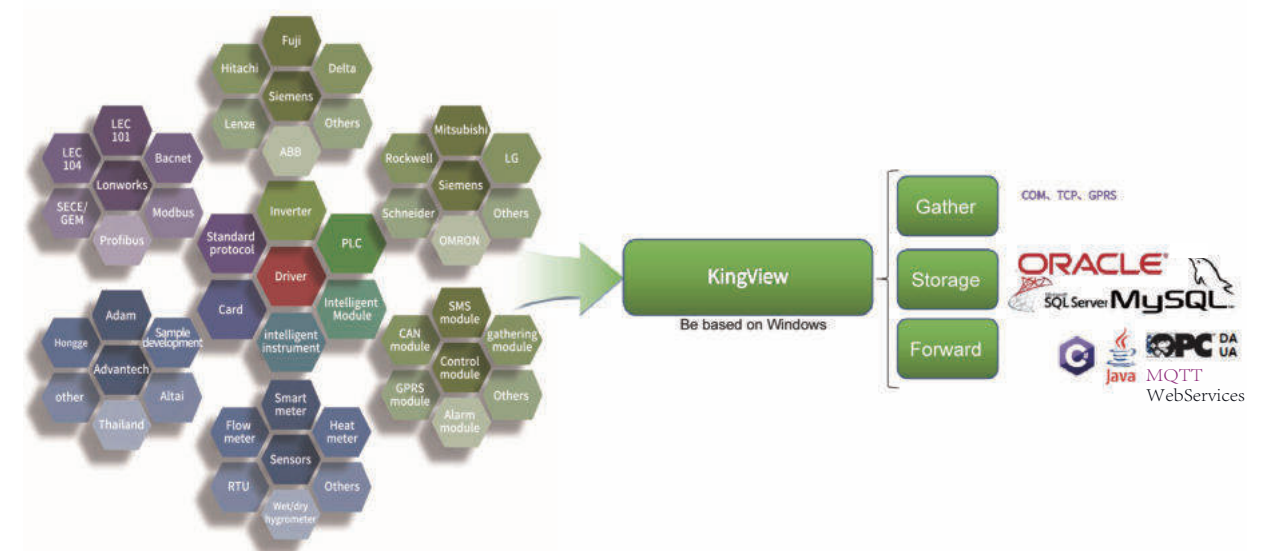 Fuji
Hitachi
Delta
Siemens
Lenze
Others
ABB
LEC
101
LEC
104
Bacnet
Lonworks
SECE/
GEM
Modbus
Profibus
Mitsubishi
Rockwell
LG
Siemens
Schneider
Others
OMRON
Inverter
Standard
protocol
PLC
Driver
Card
Intelligent
Module
intelligent
instrument
Adam
Hongge
Sample
development
Advantech
other
Altai
Thailand
SMS
module
CAN
module
gathering
module
Control
module
GPRS
module
Others
Alarm
module
Smart
meter
Flow
meter
Heat
meter
Sensors
RTU
Others
Wet/dry
hygrometer
KingView
Be based on Windows
Gather
COM、TCP、GPRS
Storage
ORACLE®
SQL Server
MySQL
Forward
C#
Java
OPC
DA
UA
MQTT
WebServices